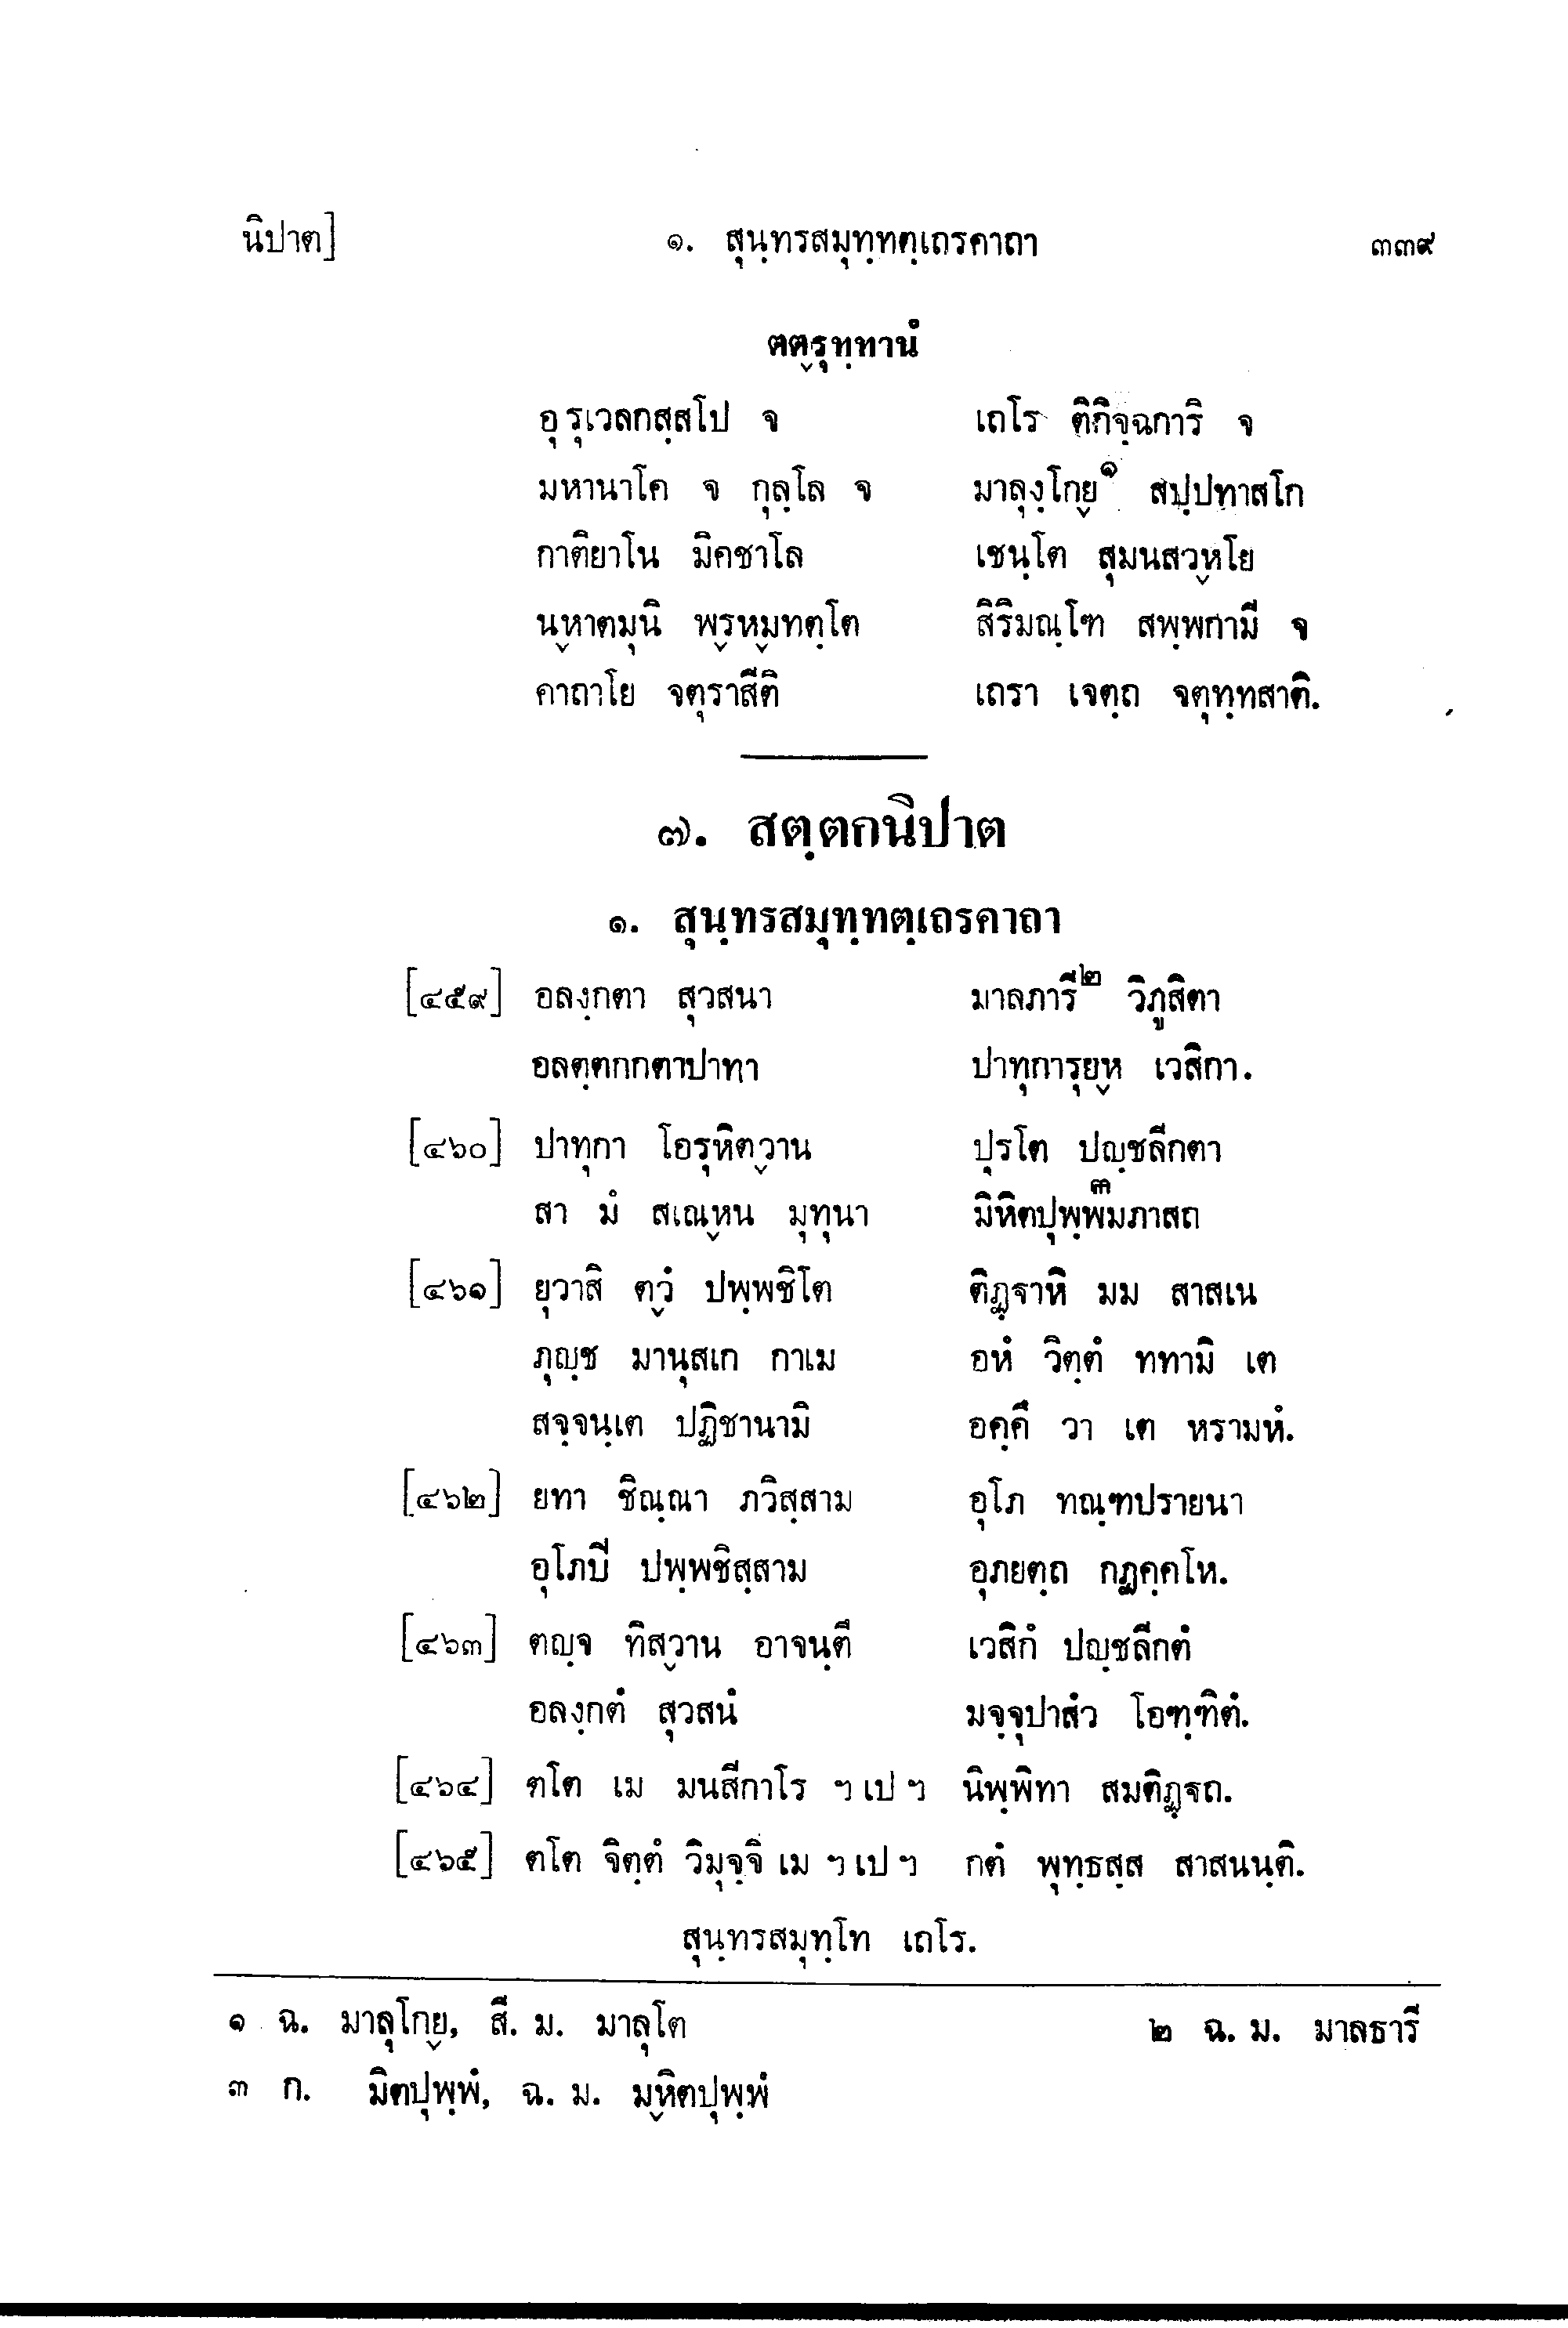 นิปาต] ๑. สุนฺทรสมุทฺทตฺเถรคาถา ๓๓๙
ตตฺรุทฺทานํ
อุรุเวลกสฺสโป จ เถโร ติกิจฺฉการิ จ
มหานาโค จ กุลฺโล จ มาลุงฺโกยฺ๑ สปฺปทาสโก
กาติยาโน มิคชาโล เชนฺโต สุมนสวฺหโย
นฺหาตมุนิ พฺรหฺมทตฺโต สิริมณฺโฑ สพฺพกามี จ
คาถาโย จตุราสีติ เถรา เจตฺถ จตุทฺทสาติ.
๗. สตฺตกนิปาต
๑. สุนฺทรสมุทฺทตฺเถรคาถา
[๔๕๙] อลงฺกตา สุวสนา มาลภารี๒ วิภูสิตา
อลตฺตกกตาปาทา ปาทุการุยฺห เวสิกา.
[๔๖๐] ปาทุกา โอรุหิตฺวาน ปุรโต ปญฺชลีกตา
สา มํ สเณฺหน มุทุนา มิหิตปุพฺพํ๓มภาสถ
[๔๖๑] ยุวาสิ ตฺวํ ปพฺพชิโต ติฏฺฐาหิ มม สาสเน
ภุญฺช มานุสเก กาเม อหํ วิตฺตํ ททามิ เต
สจฺจนฺเต ปฏิชานามิ อคฺคึ วา เต หรามหํ.
[๔๖๒] ยทา ชิณฺณา ภวิสฺสาม อุโภ ทณฺฑปรายนา
อุโภปิ ปพฺพชิสฺสาม อุภยตฺถ กฏคฺคโห.
[๔๖๓] ตญฺจ ทิสฺวาน อาจนฺตึ เวสิกํ ปญฺชลีกตํ
อลงฺกตํ สุวสนํ มจฺจุปาสํว โอฑฺฑิตํ.
[๔๖๔] ตโต เม มนสีกาโร ฯ เป ฯ นิพฺพิทา สมติฏฺฐถ.
[๔๖๕] ตโต จิตฺตํ วิมุจฺจิ เม ฯ เป ฯ กตํ พุทฺธสฺส สาสนนฺติ.
สุนฺทรสมุทฺโท เถโร.
๑ ฉ. มาลุโกยฺ, สี. ม. มาลุโต ๒ ฉ. ม. มาลธารี
๓ ก. มิตปุพฺพํ, ฉ. ม. มฺหิตปุพฺพํ